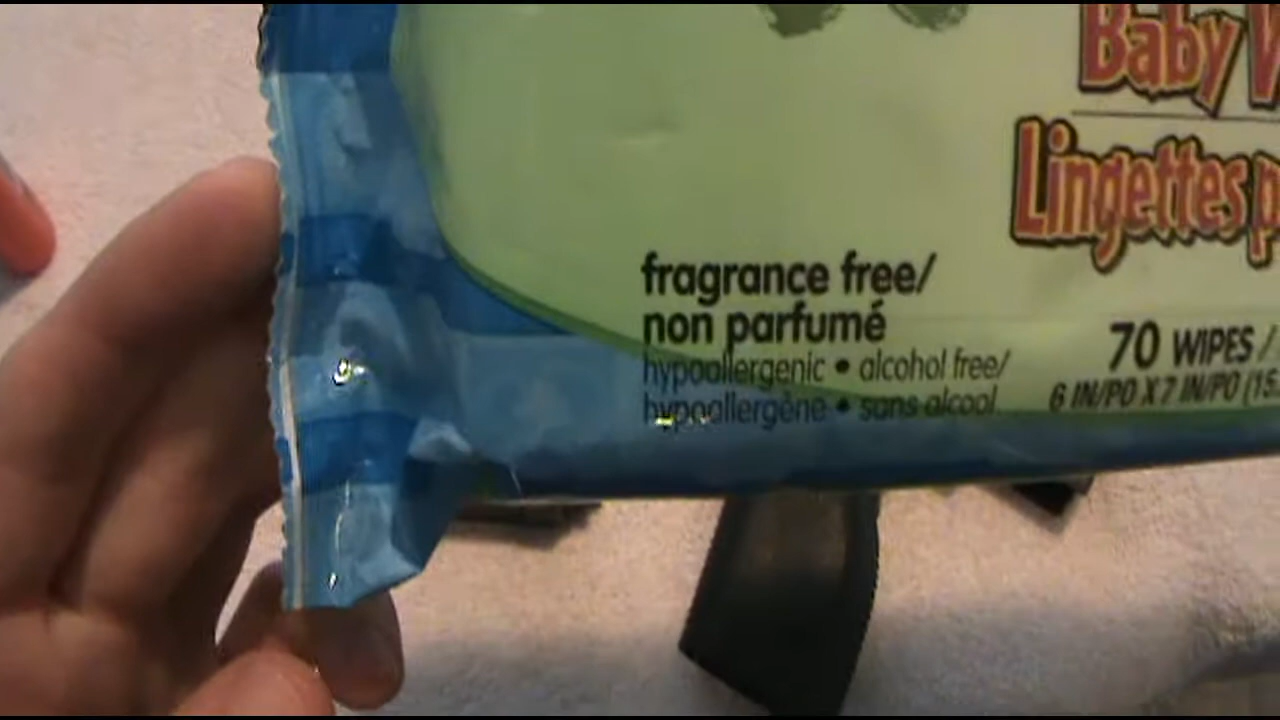 Baby
Lingettes
fragrance free/
non parfumé
hypoallergenic • alcohol free/
hypoallergène • sans alcool
70 WIPES /
6 IN/PO X 7 IN/PO (15.